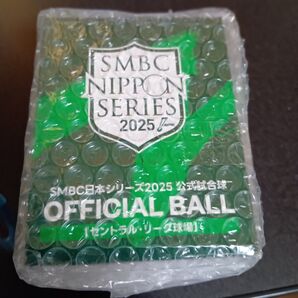 SMBC
NIPPON
SERIES
2025
SMBC日本シリーズ2025 公式試合球
OFFICIAL BALL
【セントラル・リーグ球場】